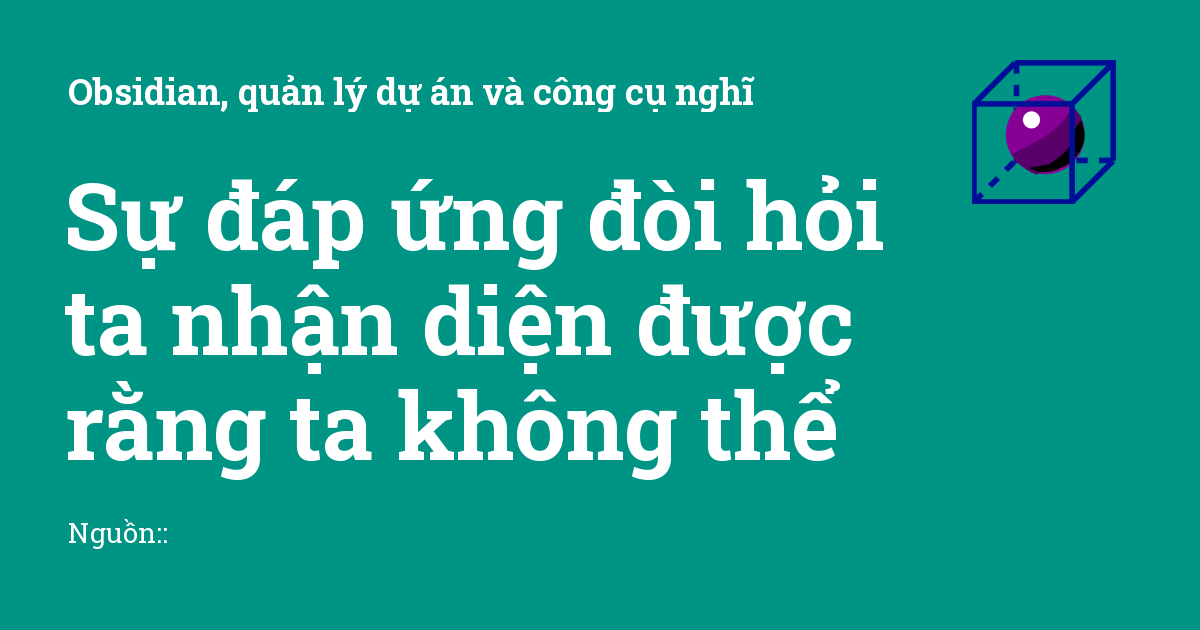 Obsidian, quản lý dự án và công cụ nghĩ
Sự đáp ứng đòi hỏi
ta nhận diện được
rằng ta không thể
Nguồn::